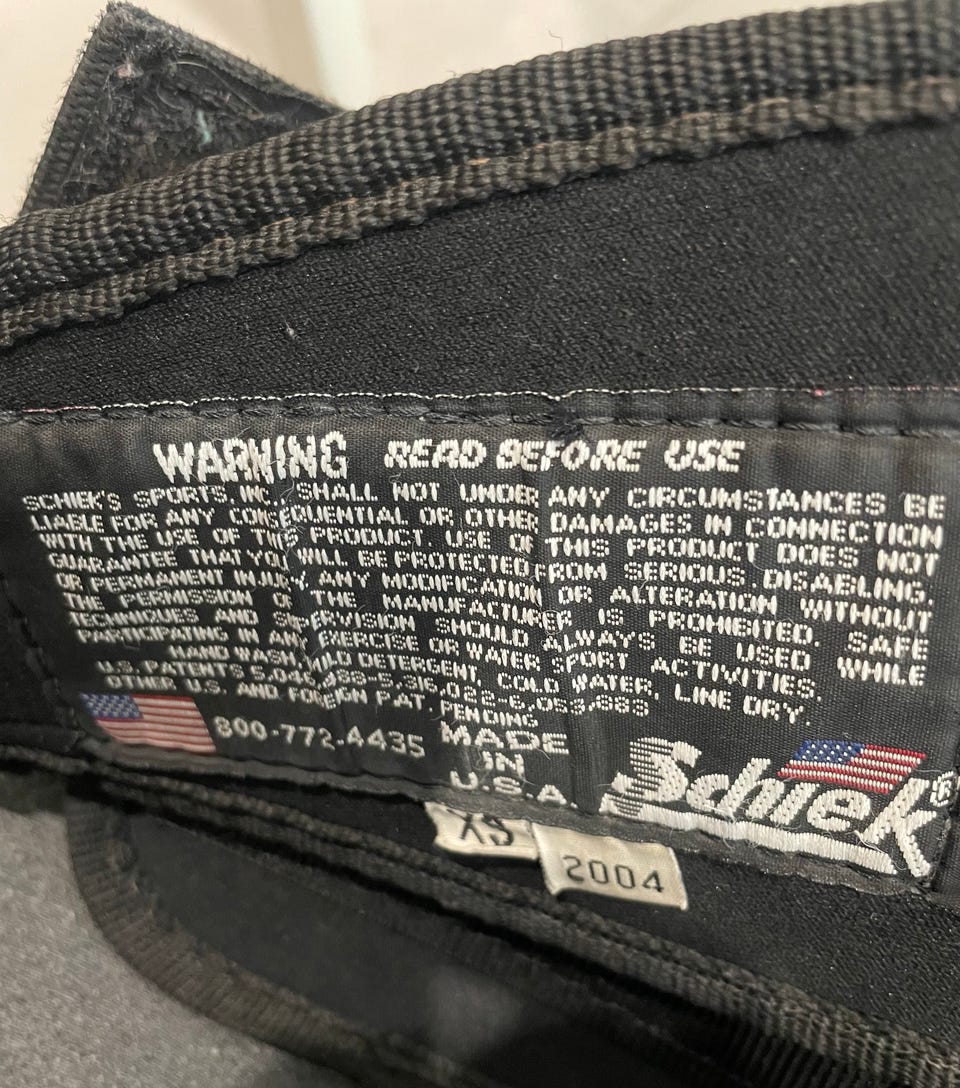 WARNING READ BEFORE USE
SCHIEK'S SPORTS, INC. SHALL NOT UNDER ANY CIRCUMSTANCES BE
LIABLE FOR ANY CONSEQUENTIAL OR OTHER DAMAGES IN CONNECTION
WITH THE USE OF THIS PRODUCT USE OF THIS PRODUCT DOES NOT
GUARANTEE THAT YOU WILL BE PROTECTED FROM SERIOUS, DISABLING,
OR PERMANENT INJURY ANY MODIFICATION OR ALTERATION WITHOUT
THE PERMISSION OF THE MANUFACTURER IS PROHIBITED. SAFE
TECHNIQUES AND SUPERVISION SHOULD ALWAYS BE USED WHILE
PARTICIPATING IN ANY EXERCISE OR WATER SPORT ACTIVITIES.
HAND WASH, MILD DETERGENT, COLD WATER, LINE DRY.
U.S. PATENTS
OTHER U.S. AND FOREIGN PAT. PENDING
800-772-4435
MADE
IN
U.S.A.
Schiek®
XS
2004